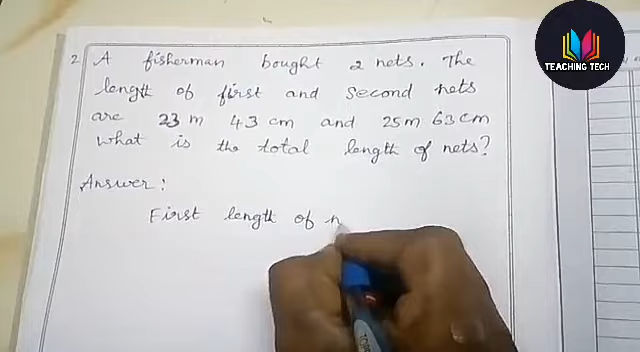 2. A fisherman bought 2 nets. The
length of first and second nets
are 23 m 43 cm and 25 m 63 cm
what is the total length of nets?
Answer:
First length of n
TEACHING TECH